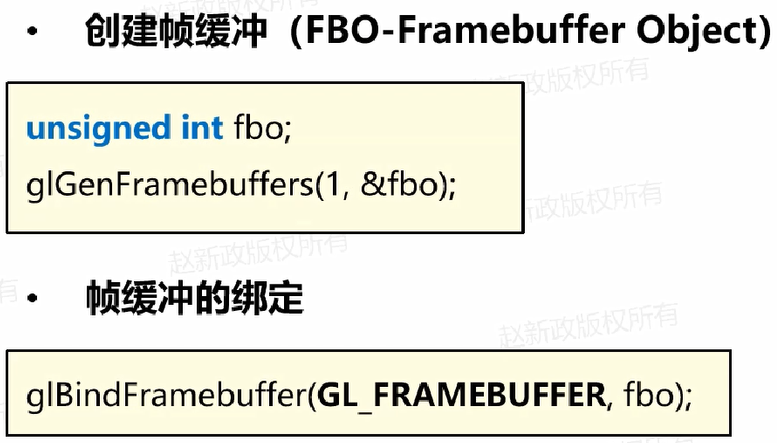 • 创建帧缓冲（FBO-Framebuffer Object）
赵新政版权所有
unsigned int fbo;
glGenFramebuffers(1, &fbo);
赵新政版权所有
赵新政版权所有
• 帧缓冲的绑定
赵新政版权所有
glBindFramebuffer(GL_FRAMEBUFFER, fbo);